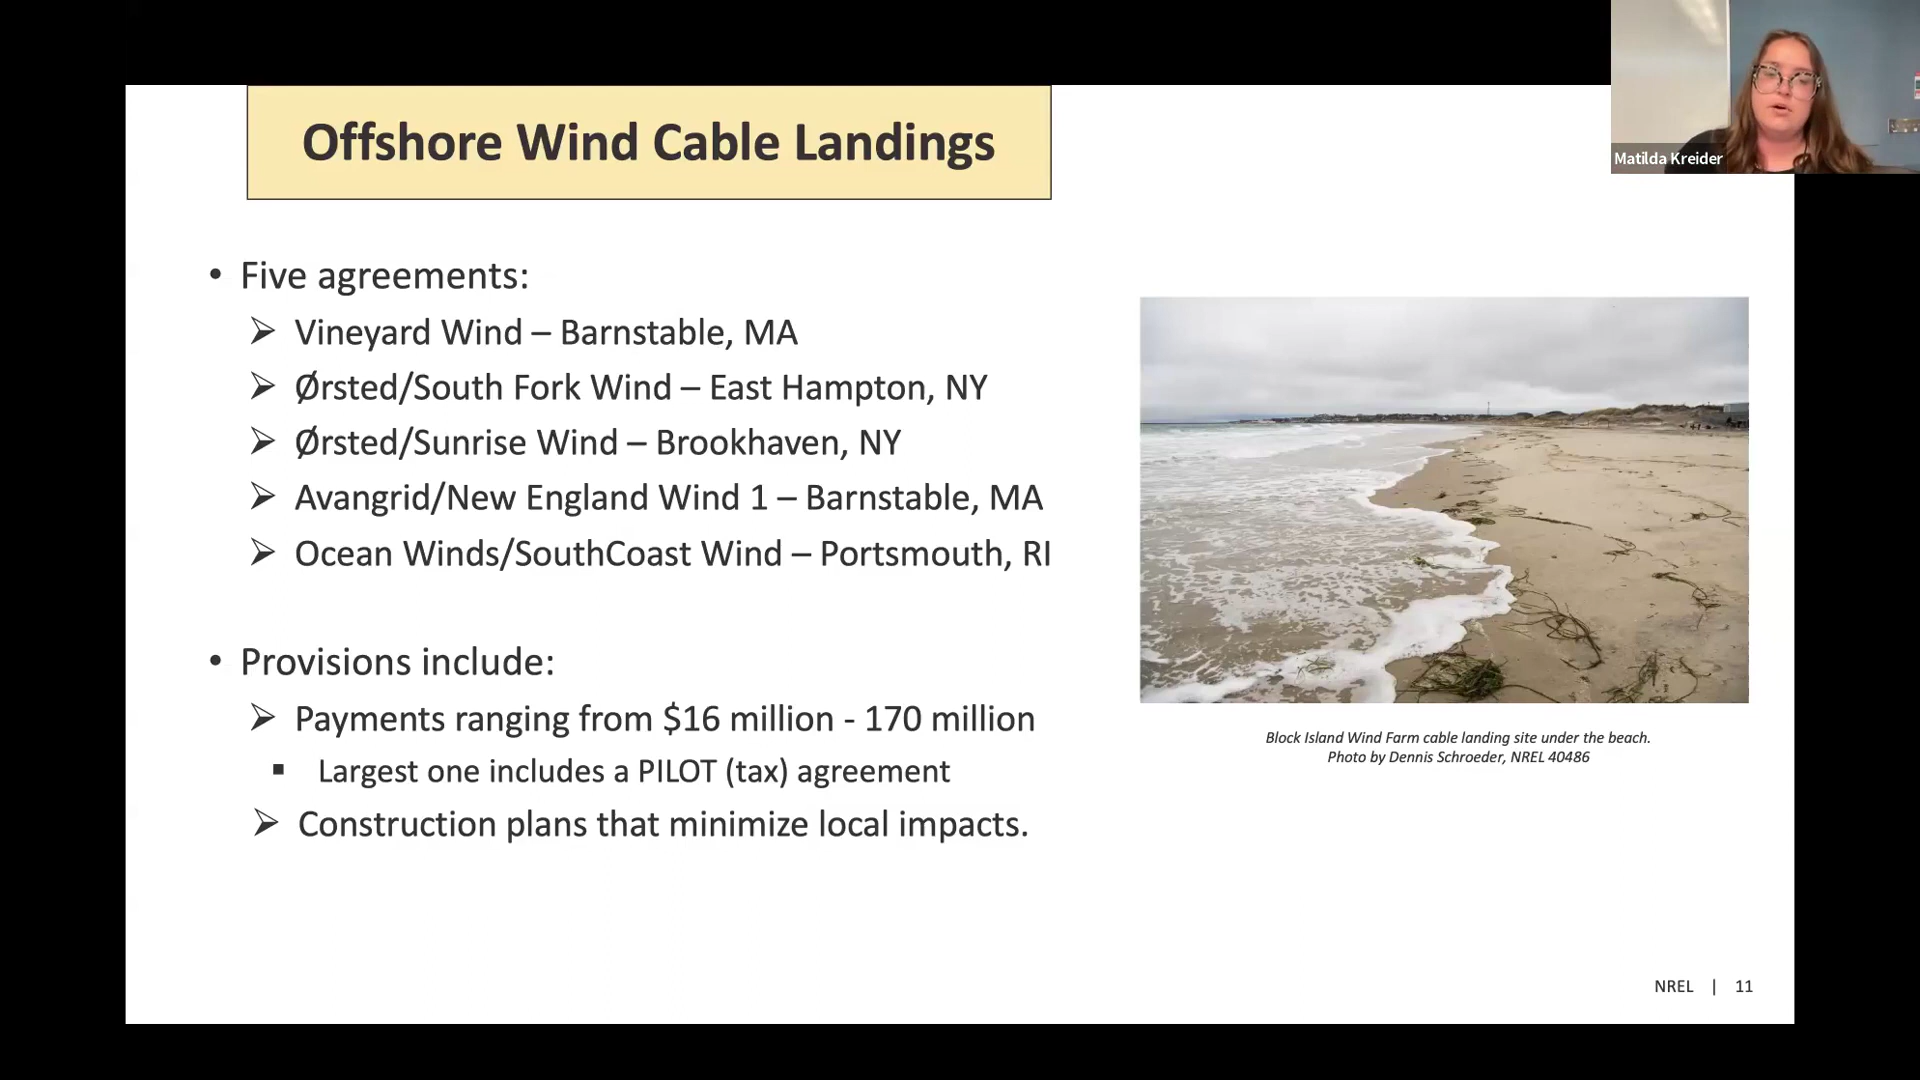 Matilda Kreider
Offshore Wind Cable Landings
• Five agreements:
➢ Vineyard Wind – Barnstable, MA
➢ Ørsted/South Fork Wind – East Hampton, NY
➢ Ørsted/Sunrise Wind – Brookhaven, NY
➢ Avangrid/New England Wind 1 – Barnstable, MA
➢ Ocean Winds/SouthCoast Wind – Portsmouth, RI
• Provisions include:
➢ Payments ranging from $16 million - 170 million
▪ Largest one includes a PILOT (tax) agreement
➢ Construction plans that minimize local impacts.
Block Island Wind Farm cable landing site under the beach.
Photo by Dennis Schroeder, NREL 40486
NREL | 11